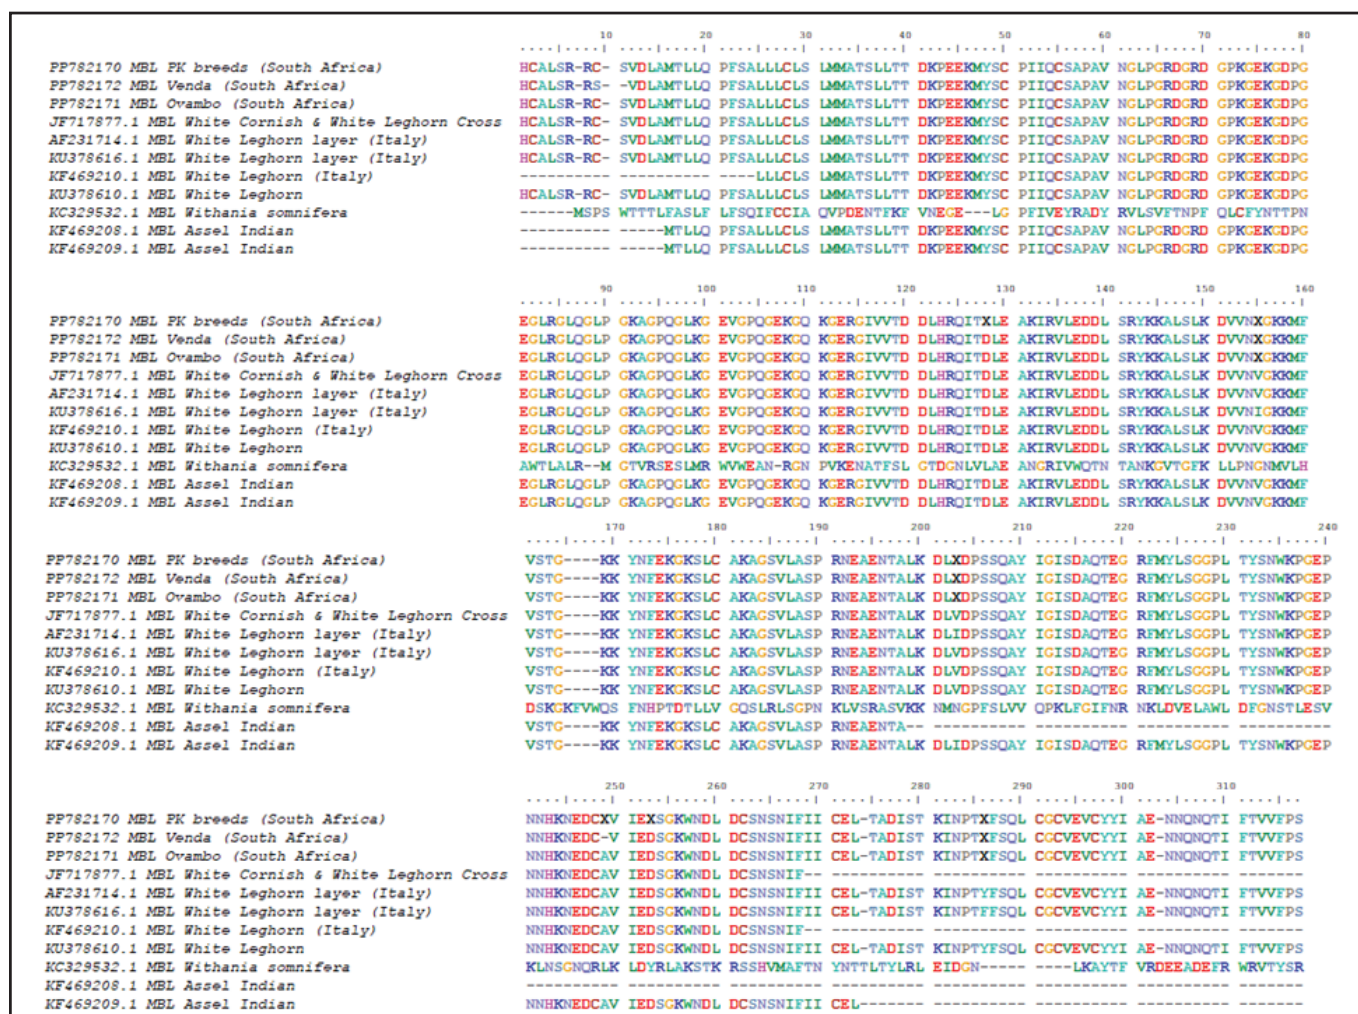 10 20 30 40 50 60 70 80
PP782170 MBL PK breeds (South Africa) HCALSR-RC- SVDLAMTLLQ PFSALLLCLS LMMATSLLTT DKPEEKMYSC PIIQCSAPAV NGLPGRDGRD GPKGEKGDPG
PP782172 MBL Venda (South Africa) HCALSR-RS- -VDLAMTLLQ PFSALLLCLS LMMATSLLTT DKPEEKMYSC PIIQCSAPAV NGLPGRDGRD GPKGEKGDPG
PP782171 MBL Ovambo (South Africa) HCALSR-RC- SVDLAMTLLQ PFSALLLCLS LMMATSLLTT DKPEEKMYSC PIIQCSAPAV NGLPGRDGRD GPKGEKGDPG
JF717877.1 MBL White Cornish & White Leghorn Cross HCALSR-RC- SVDLAMTLLQ PFSALLLCLS LMMATSLLTT DKPEEKMYSC PIIQCSAPAV NGLPGRDGRD GPKGEKGDPG
AF231714.1 MBL White Leghorn layer (Italy) HCALSR-RC- SVDLAMTLLQ PFSALLLCLS LMMATSLLTT DKPEEKMYSC PIIQCSAPAV NGLPGRDGRD GPKGEKGDPG
KU378616.1 MBL White Leghorn layer (Italy) HCALSR-RC- SVDLAMTLLQ PFSALLLCLS LMMATSLLTT DKPEEKMYSC PIIQCSAPAV NGLPGRDGRD GPKGEKGDPG
KF469210.1 MBL White Leghorn (Italy) ---------- ---------- ----LLLCLS LMMATSLLTT DKPEEKMYSC PIIQCSAPAV NGLPGRDGRD GPKGEKGDPG
KU378610.1 MBL White Leghorn HCALSR-RC- SVDLAMTLLQ PFSALLLCLS LMMATSLLTT DKPEEKMYSC PIIQCSAPAV NGLPGRDGRD GPKGEKGDPG
KC329532.1 MBL Withania somnifera ------MSPS WTTTLFASLF LFSQIFCCIA QVPDENTFKF VNEGE---LG PFIVEYRADY RVLSVFTNPF QLCFYNTTPN
KF469208.1 MBL Assel Indian ---------- -----MTLLQ PFSALLLCLS LMMATSLLTT DKPEEKMYSC PIIQCSAPAV NGLPGRDGRD GPKGEKGDPG
KF469209.1 MBL Assel Indian ---------- -----MTLLQ PFSALLLCLS LMMATSLLTT DKPEEKMYSC PIIQCSAPAV NGLPGRDGRD GPKGEKGDPG
90 100 110 120 130 140 150 160
PP782170 MBL PK breeds (South Africa) EGLRGLQGLP GKAGPQGLKG EVGPQGEKGQ KGERGIVVTD DLHRQITXLE AKIRVLEDDL SRYKKALSLK DVVNXGKKMF
PP782172 MBL Venda (South Africa) EGLRGLQGLP GKAGPQGLKG EVGPQGEKGQ KGERGIVVTD DLHRQITDLE AKIRVLEDDL SRYKKALSLK DVVNXGKKMF
PP782171 MBL Ovambo (South Africa) EGLRGLQGLP GKAGPQGLKG EVGPQGEKGQ KGERGIVVTD DLHRQITDLE AKIRVLEDDL SRYKKALSLK DVVNXGKKMF
JF717877.1 MBL White Cornish & White Leghorn Cross EGLRGLQGLP GKAGPQGLKG EVGPQGEKGQ KGERGIVVTD DLHRQITDLE AKIRVLEDDL SRYKKALSLK DVVNVGKKMF
AF231714.1 MBL White Leghorn layer (Italy) EGLRGLQGLP GKAGPQGLKG EVGPQGEKGQ KGERGIVVTD DLHRQITDLE AKIRVLEDDL SRYKKALSLK DVVNVGKKMF
KU378616.1 MBL White Leghorn layer (Italy) EGLRGLQGLP GKAGPQGLKG EVGPQGEKGQ KGERGIVVTD DLHRQITDLE AKIRVLEDDL SRYKKALSLK DVVNIGKKMF
KF469210.1 MBL White Leghorn (Italy) EGLRGLQGLP GKAGPQGLKG EVGPQGEKGQ KGERGIVVTD DLHRQITDLE AKIRVLEDDL SRYKKALSLK DVVNVGKKMF
KU378610.1 MBL White Leghorn EGLRGLQGLP GKAGPQGLKG EVGPQGEKGQ KGERGIVVTD DLHRQITDLE AKIRVLEDDL SRYKKALSLK DVVNVGKKMF
KC329532.1 MBL Withania somnifera AWTLALR--M GTVRSESLMR WVWEAN-RGN PVKENATFSL GTDGNLVLAE ANGRIVWQTN TANKGVTGFK LLPNGNMVLH
KF469208.1 MBL Assel Indian EGLRGLQGLP GKAGPQGLKG EVGPQGEKGQ KGERGIVVTD DLHRQITDLE AKIRVLEDDL SRYKKALSLK DVVNVGKKMF
KF469209.1 MBL Assel Indian EGLRGLQGLP GKAGPQGLKG EVGPQGEKGQ KGERGIVVTD DLHRQITDLE AKIRVLEDDL SRYKKALSLK DVVNVGKKMF
170 180 190 200 210 220 230 240
PP782170 MBL PK breeds (South Africa) VSTG----KK YNFEKGKSLC AKAGSVLASP RNEAENTALK DLXDPSSQAY IGISDAQTEG RFMYLSGGPL TYSNWKPGEP
PP782172 MBL Venda (South Africa) VSTG----KK YNFEKGKSLC AKAGSVLASP RNEAENTALK DLXDPSSQAY IGISDAQTEG RFMYLSGGPL TYSNWKPGEP
PP782171 MBL Ovambo (South Africa) VSTG----KK YNFEKGKSLC AKAGSVLASP RNEAENTALK DLXDPSSQAY IGISDAQTEG RFMYLSGGPL TYSNWKPGEP
JF717877.1 MBL White Cornish & White Leghorn Cross VSTG----KK YNFEKGKSLC AKAGSVLASP RNEAENTALK DLVDPSSQAY IGISDAQTEG RFMYLSGGPL TYSNWKPGEP
AF231714.1 MBL White Leghorn layer (Italy) VSTG----KK YNFEKGKSLC AKAGSVLASP RNEAENTALK DLIDPSSQAY IGISDAQTEG RFMYLSGGPL TYSNWKPGEP
KU378616.1 MBL White Leghorn layer (Italy) VSTG----KK YNFEKGKSLC AKAGSVLASP RNEAENTALK DLVDPSSQAY IGISDAQTEG RFMYLSGGPL TYSNWKPGEP
KF469210.1 MBL White Leghorn (Italy) VSTG----KK YNFEKGKSLC AKAGSVLASP RNEAENTALK DLVDPSSQAY IGISDAQTEG RFMYLSGGPL TYSNWKPGEP
KU378610.1 MBL White Leghorn VSTG----KK YNFEKGKSLC AKAGSVLASP RNEAENTALK DLVDPSSQAY IGISDAQTEG RFMYLSGGPL TYSNWKPGEP
KC329532.1 MBL Withania somnifera DSKGKFVWQS FNHPTDTLLV GQSLRLSGPN KLVSRASVKK NMNGPFSLVV QPKLFGIFNR NKLDVELAWL DFGNSTLESV
KF469208.1 MBL Assel Indian VSTG----KK YNFEKGKSLC AKAGSVLASP RNEAENTA-- ---------- ---------- ---------- ----------
KF469209.1 MBL Assel Indian VSTG----KK YNFEKGKSLC AKAGSVLASP RNEAENTALK DLIDPSSQAY IGISDAQTEG RFMYLSGGPL TYSNWKPGEP
250 260 270 280 290 300 310
PP782170 MBL PK breeds (South Africa) NNHKNEDCXV IEXSGKWNDL DCSNSNIFII CEL-TADIST KINPTXFSQL CGCVEVCYYI AE-NNQNQTI FTVVFPS
PP782172 MBL Venda (South Africa) NNHKNEDC-V IEDSGKWNDL DCSNSNIFII CEL-TADIST KINPTXFSQL CGCVEVCYYI AE-NNQNQTI FTVVFPS
PP782171 MBL Ovambo (South Africa) NNHKNEDCAV IEDSGKWNDL DCSNSNIFII CEL-TADIST KINPTXFSQL CGCVEVCYYI AE-NNQNQTI FTVVFPS
JF717877.1 MBL White Cornish & White Leghorn Cross NNHKNEDCAV IEDSGKWNDL DCSNSNIF-- ---------- ---------- ---------- ---------- -------
AF231714.1 MBL White Leghorn layer (Italy) NNHKNEDCAV IEDSGKWNDL DCSNSNIFII CEL-TADIST KINPTYFSQL CGCVEVCYYI AE-NNQNQTI FTVVFPS
KU378616.1 MBL White Leghorn layer (Italy) NNHKNEDCAV IEDSGKWNDL DCSNSNIFII CEL-TADIST KINPTFFSQL CGCVEVCYYI AE-NNQNQTI FTVVFPS
KF469210.1 MBL White Leghorn (Italy) NNHKNEDCAV IEDSGKWNDL DCSNSNIF-- ---------- ---------- ---------- ---------- -------
KU378610.1 MBL White Leghorn NNHKNEDCAV IEDSGKWNDL DCSNSNIFII CEL-TADIST KINPTYFSQL CGCVEVCYYI AE-NNQNQTI FTVVFPS
KC329532.1 MBL Withania somnifera KLNSGNQRLK LDYRLAKSTK RSSHVMAFTN YNTTLTYLRL EIDGN----- -----LKAYTF VRDEEADEFR WRVTYSR
KF469208.1 MBL Assel Indian ---------- ---------- ---------- ---------- ---------- ---------- ---------- -------
KF469209.1 MBL Assel Indian NNHKNEDCAV IEDSGKWNDL DCSNSNIFII CEL------- ---------- ---------- ---------- -------